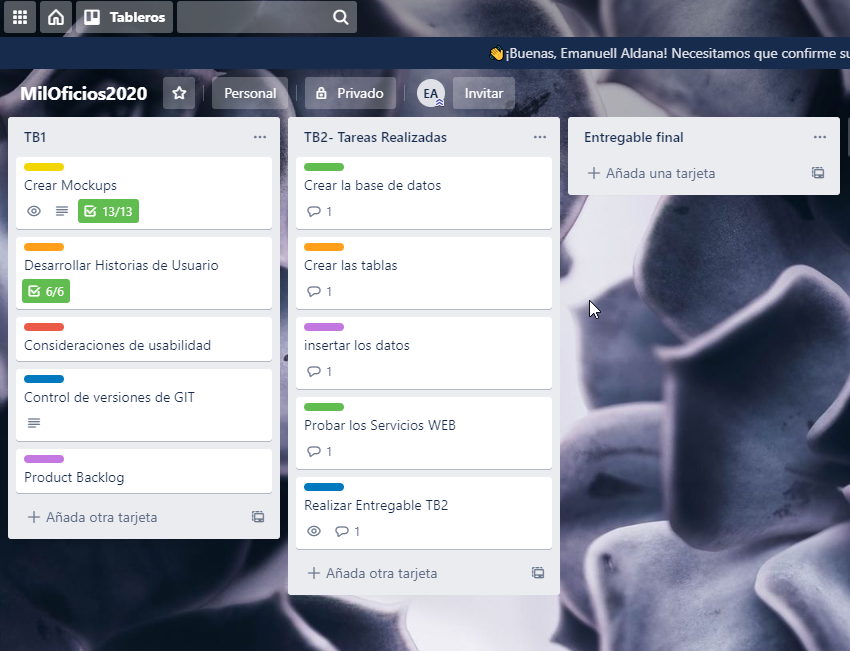 Tableros
👋 ¡Buenas, Emanuell Aldana! Necesitamos que confirme
MilOficios2020
Personal
Privado
EA
Invitar
TB1
Crear Mockups
13/13
Desarrollar Historias de Usuario
6/6
Consideraciones de usabilidad
Control de versiones de GIT
Product Backlog
+ Añada otra tarjeta
TB2- Tareas Realizadas
Crear la base de datos
1
Crear las tablas
1
insertar los datos
1
Probar los Servicios WEB
1
Realizar Entregable TB2
1
+ Añada otra tarjeta
Entregable final
+ Añada una tarjeta